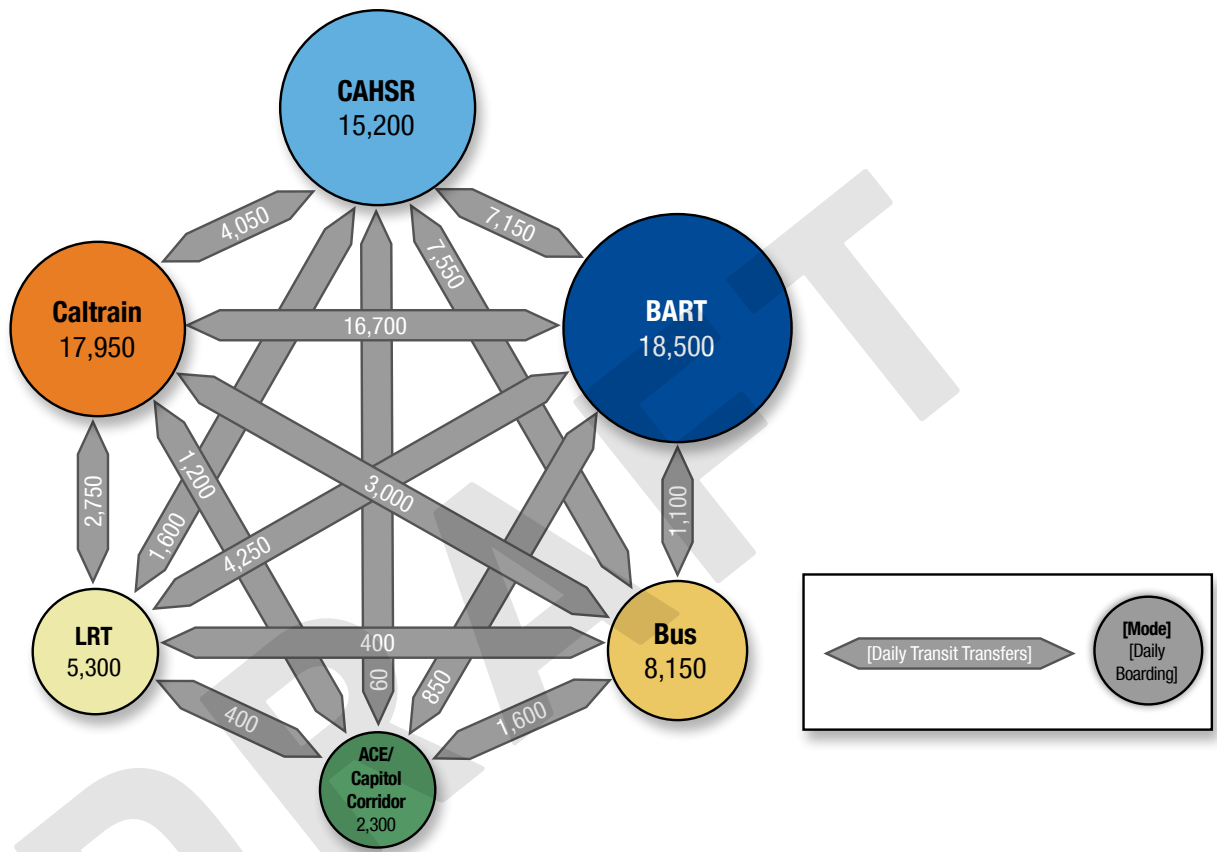 CAHSR
15,200
4,050
7,150
7,550
Caltrain
17,950
16,700
BART
18,500
1,200
3,000
2,750
1,600
4,250
1,100
LRT
5,300
400
60
850
Bus
8,150
400
1,600
ACE/
Capitol
Corridor
2,300
[Daily Transit Transfers]
[Mode]
[Daily
Boarding]
DRAFT